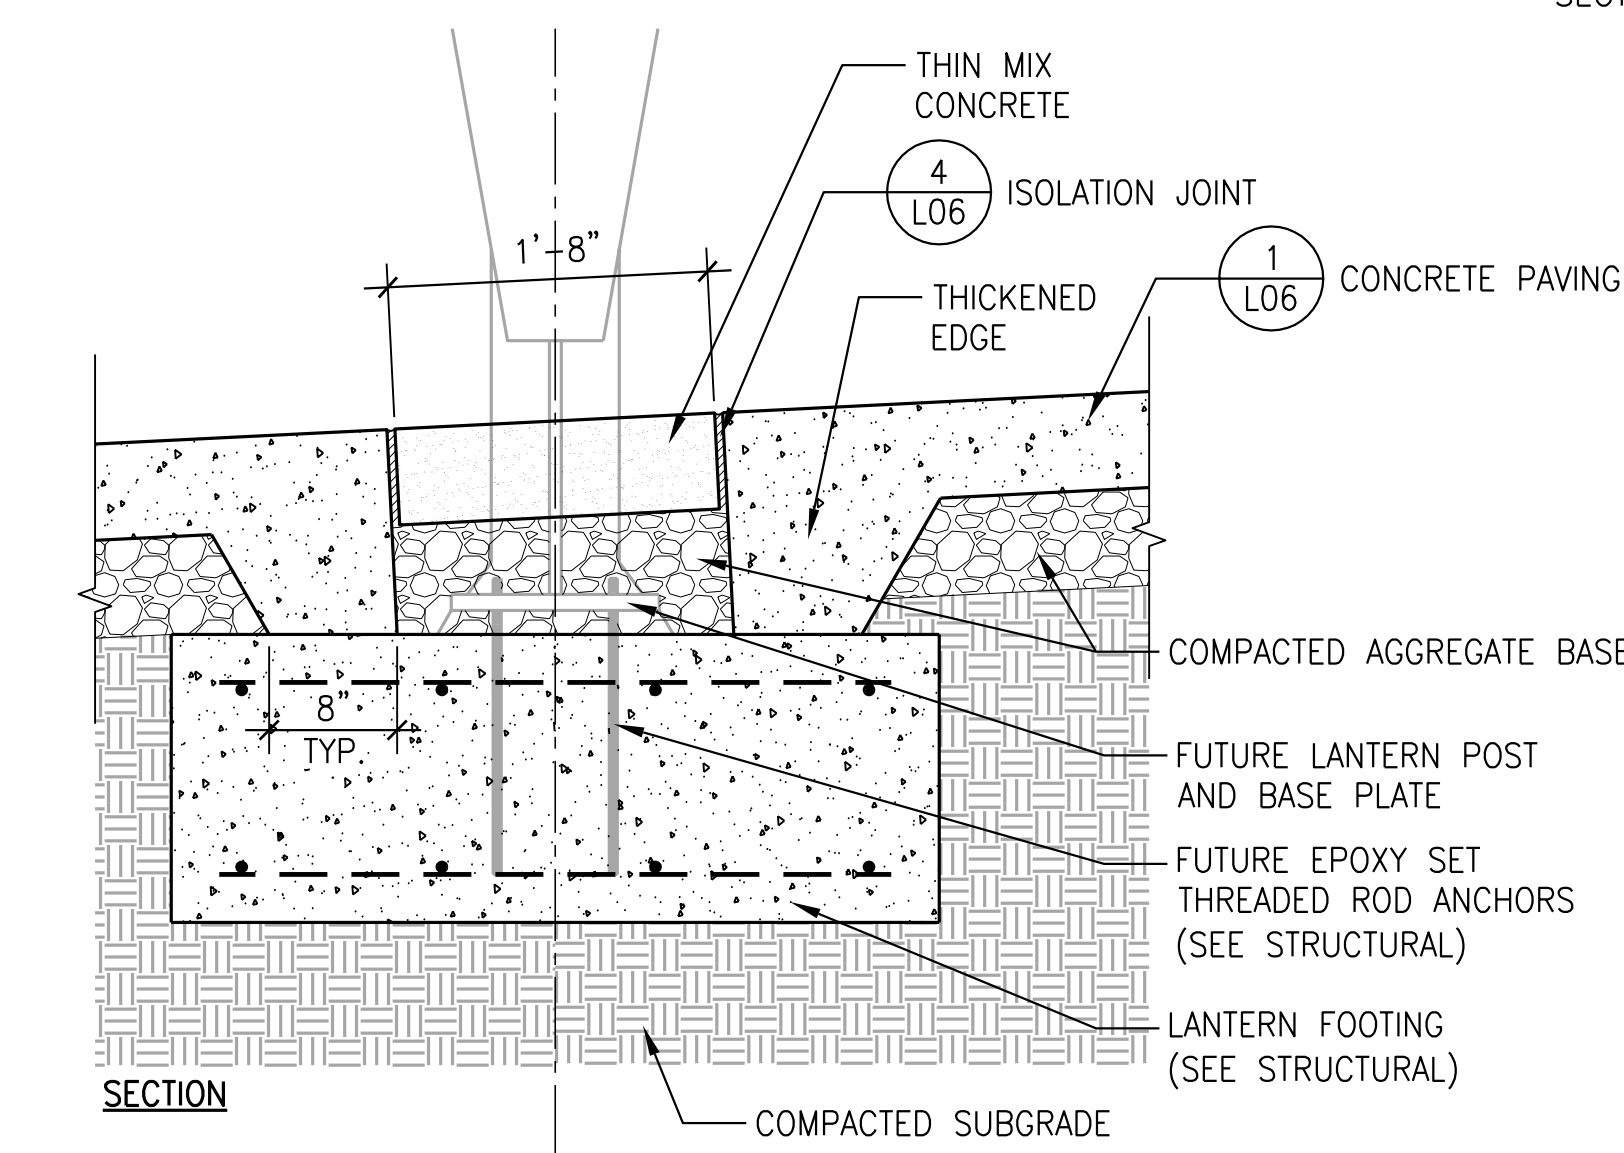 THIN MIX
CONCRETE
4
L06
ISOLATION JOINT
1
L06
CONCRETE PAVING
1'-8"
THICKENED
EDGE
COMPACTED AGGREGATE BASE
8"
TYP.
FUTURE LANTERN POST
AND BASE PLATE
FUTURE EPOXY SET
THREADED ROD ANCHORS
(SEE STRUCTURAL)
LANTERN FOOTING
(SEE STRUCTURAL)
SECTION
COMPACTED SUBGRADE